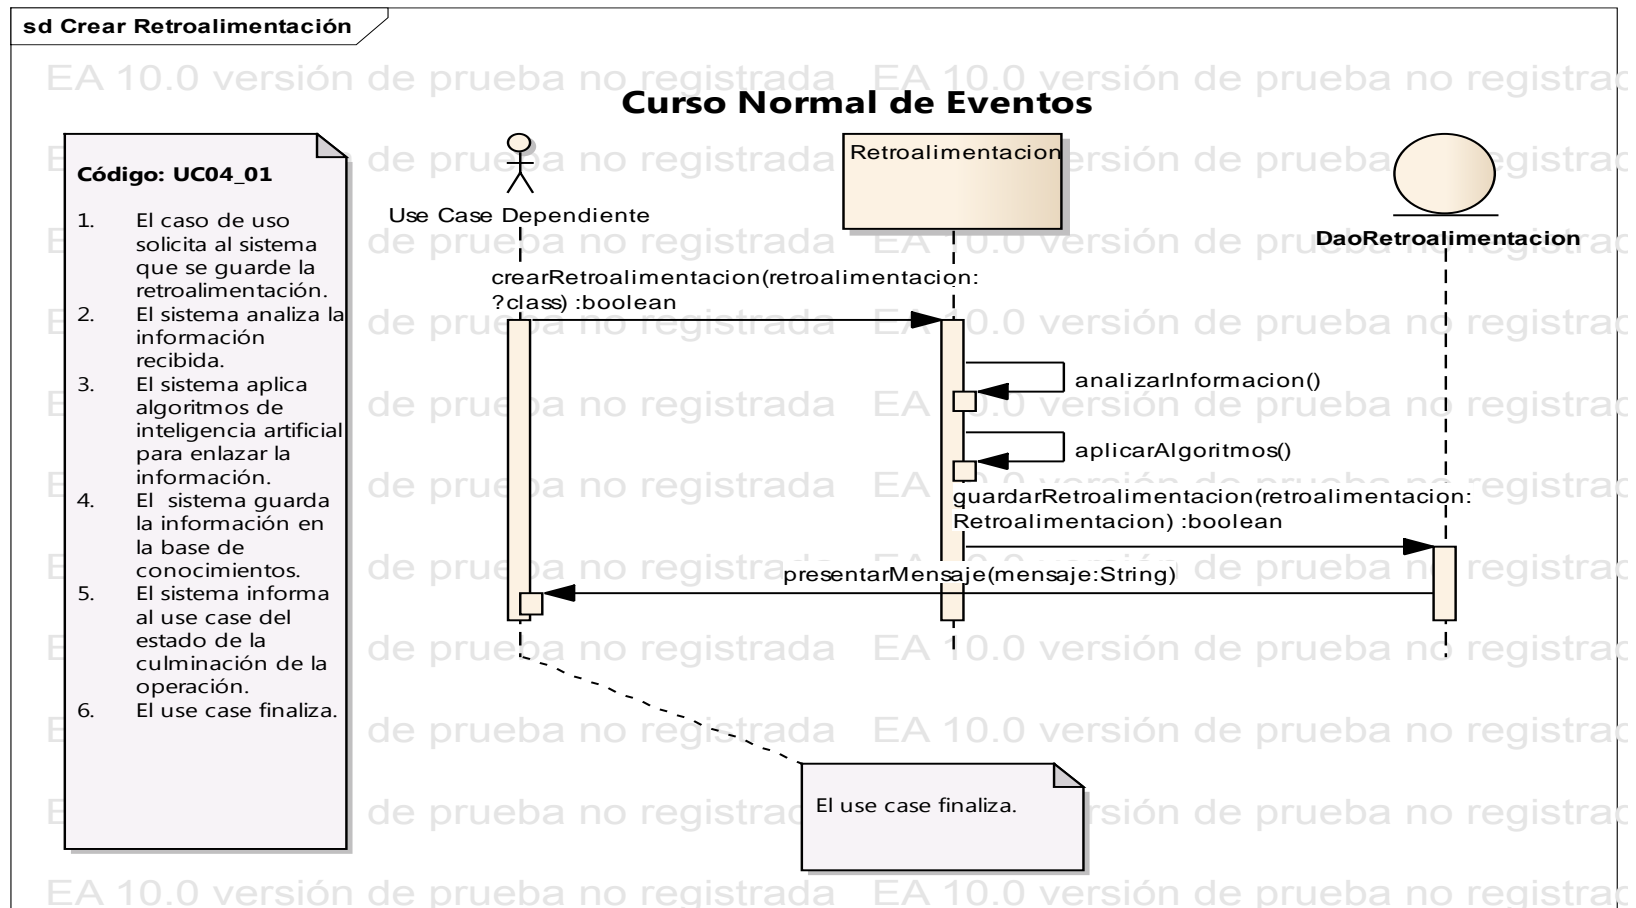 sd Crear Retroalimentación
EA 10.0 versión de prueba no registrada EA 10.0 versión de prueba no
Curso Normal de Eventos
Código: UC04_01
1. El caso de uso
solicita al sistema
que se guarde la
retroalimentación.
2. El sistema analiza la
información
recibida.
3. El sistema aplica
algoritmos de
inteligencia artificial
para enlazar la
información.
4. El sistema guarda
la información en
la base de
conocimientos.
5. El sistema informa
al use case del
estado de la
culminación de la
operación.
6. El use case finaliza.
Use Case Dependiente
Retroalimentacion
DaoRetroalimentacion
crearRetroalimentacion(retroalimentacion:
?class) :boolean
analizarInformacion()
aplicarAlgoritmos()
guardarRetroalimentacion(retroalimentacion:
Retroalimentacion) :boolean
presentarMensaje(mensaje:String)
El use case finaliza.
EA 10.0 versión de prueba no registrada EA 10.0 versión de prueba no